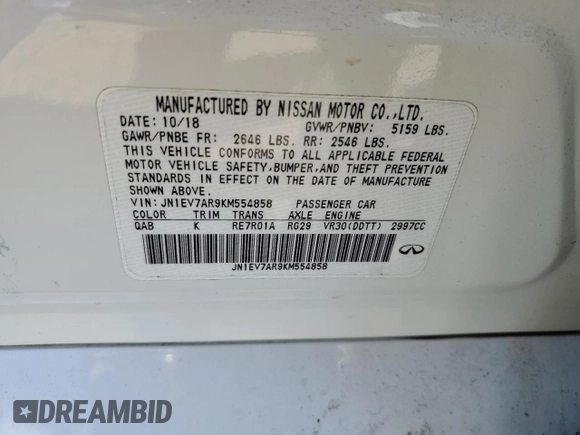 MANUFACTURED BY NISSAN MOTOR CO.,LTD.
DATE: 10/18 GVWR/PNBV: 5159 LBS.
GAWR/PNBE FR: 2646 LBS. RR: 2546 LBS.
THIS VEHICLE CONFORMS TO ALL APPLICABLE FEDERAL
MOTOR VEHICLE SAFETY,BUMPER,AND THEFT PREVENTION
STANDARDS IN EFFECT ON THE DATE OF MANUFACTURE
SHOWN ABOVE.
VIN: JN1EV7AR9KM554858 PASSENGER CAR
COLOR TRIM TRANS AXLE ENGINE
QAB K RE7R01A RG29 VR30(DDTT) 2997CC
JN1EV7AR9KM554858
DREAMBID